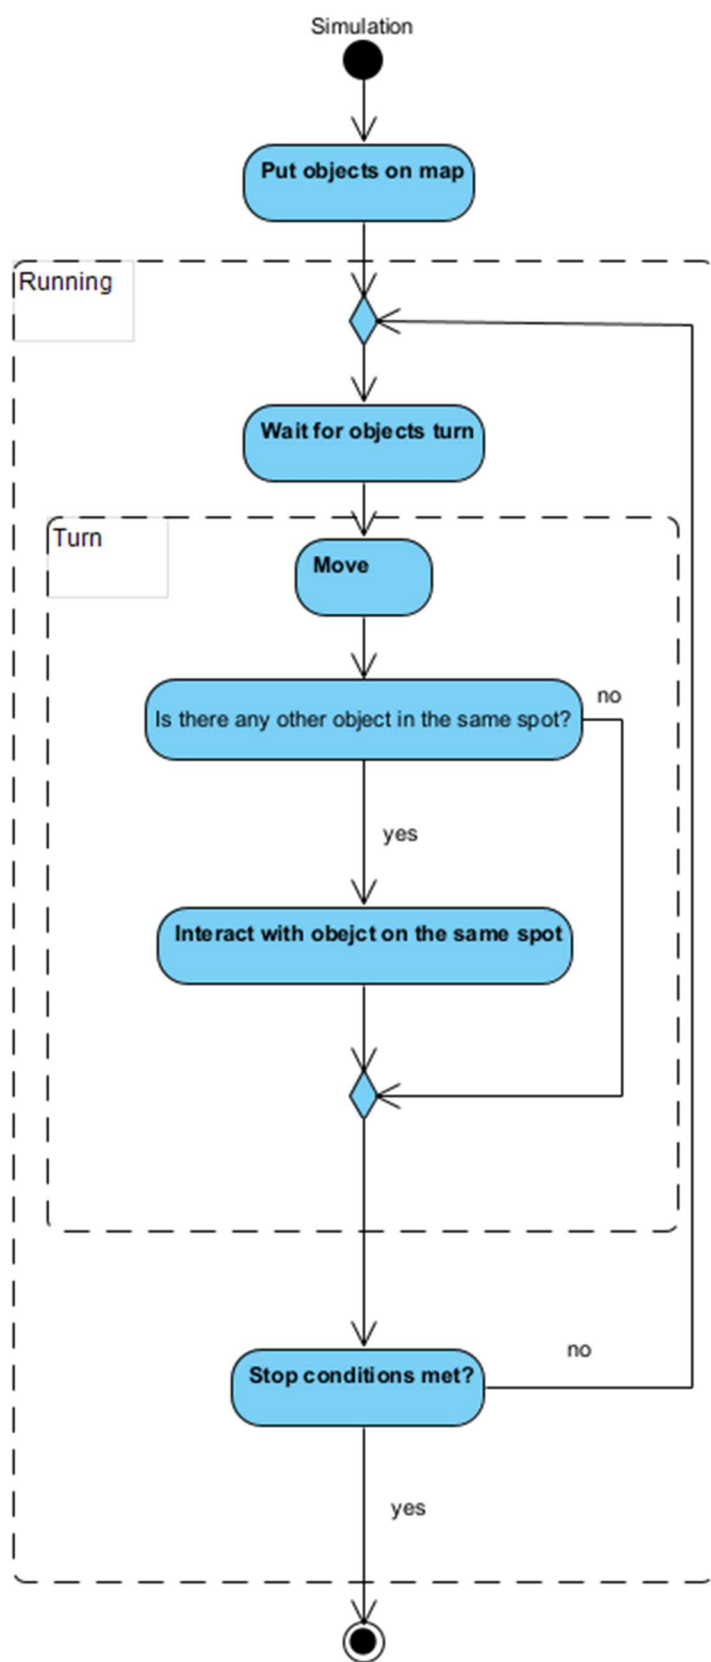 Simulation
Put objects on map
Running
Wait for objects turn
Turn
Move
no
Is there any other object in the same spot?
yes
Interact with obejct on the same spot
no
Stop conditions met?
yes